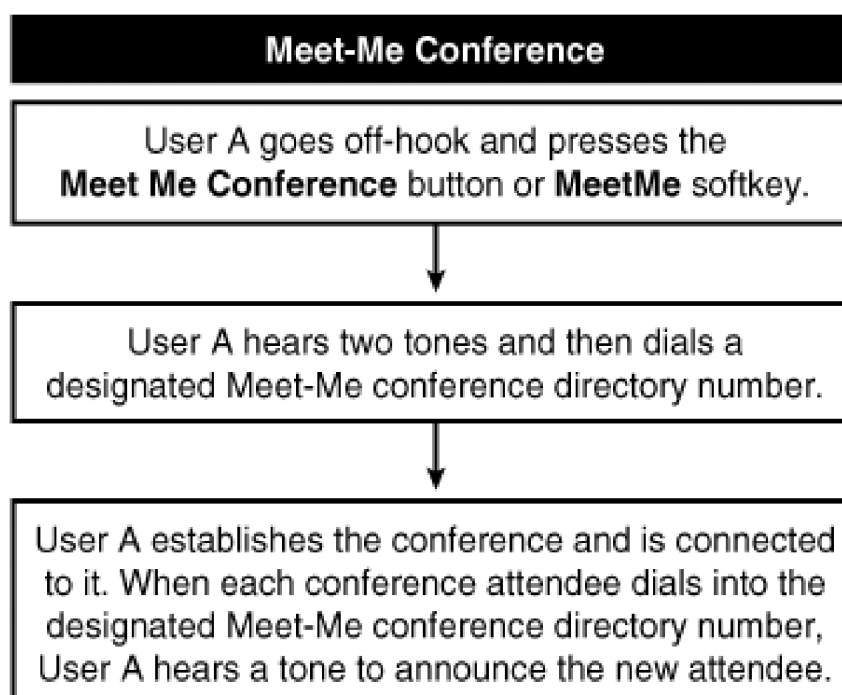 Meet-Me Conference
User A goes off-hook and presses the
Meet Me Conference button or MeetMe softkey.
User A hears two tones and then dials a
designated Meet-Me conference directory number.
User A establishes the conference and is connected
to it. When each conference attendee dials into the
designated Meet-Me conference directory number,
User A hears a tone to announce the new attendee.